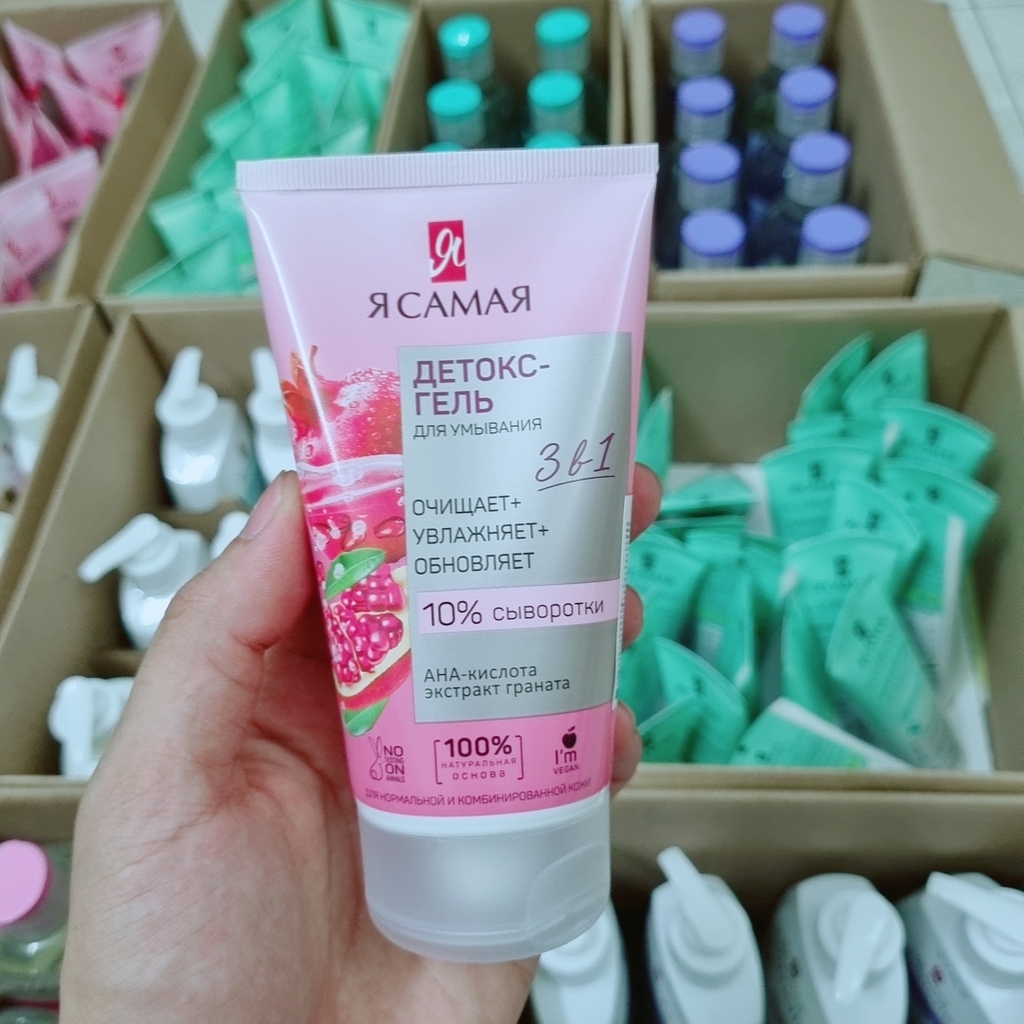 Я
Я САМАЯ
ДЕТОКС-
ГЕЛЬ
ДЛЯ УМЫВАНИЯ
3 в 1
ОЧИЩАЕТ+
УВЛАЖНЯЕТ+
ОБНОВЛЯЕТ
10% сыворотки
АНА-кислота
экстракт граната
NO
TESTING
ON
ANIMALS
100%
НАТУРАЛЬНАЯ
основа
I'm
VEGAN
ДЛЯ НОРМАЛЬНОЙ И КОМБИНИРОВАННОЙ КОЖИ